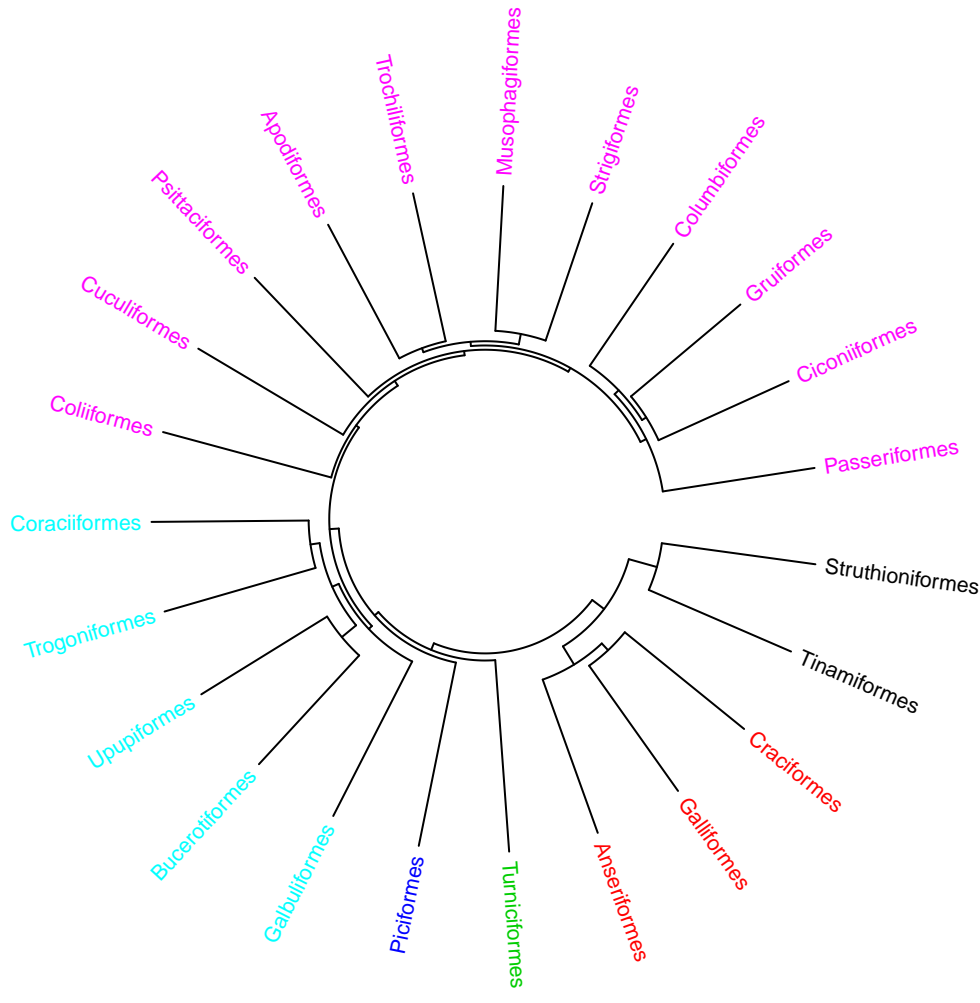 Musophagiformes
Strigiformes
Columbiformes
Gruiformes
Ciconiiformes
Passeriformes
Struthioniformes
Tinamiformes
Craciformes
Galliformes
Anseriformes
Turniciformes
Piciformes
Galbuliformes
Bucerotiformes
Upupiformes
Trogoniformes
Coraciiformes
Coliiformes
Cuculiformes
Psittaciformes
Apodiformes
Trochiliformes